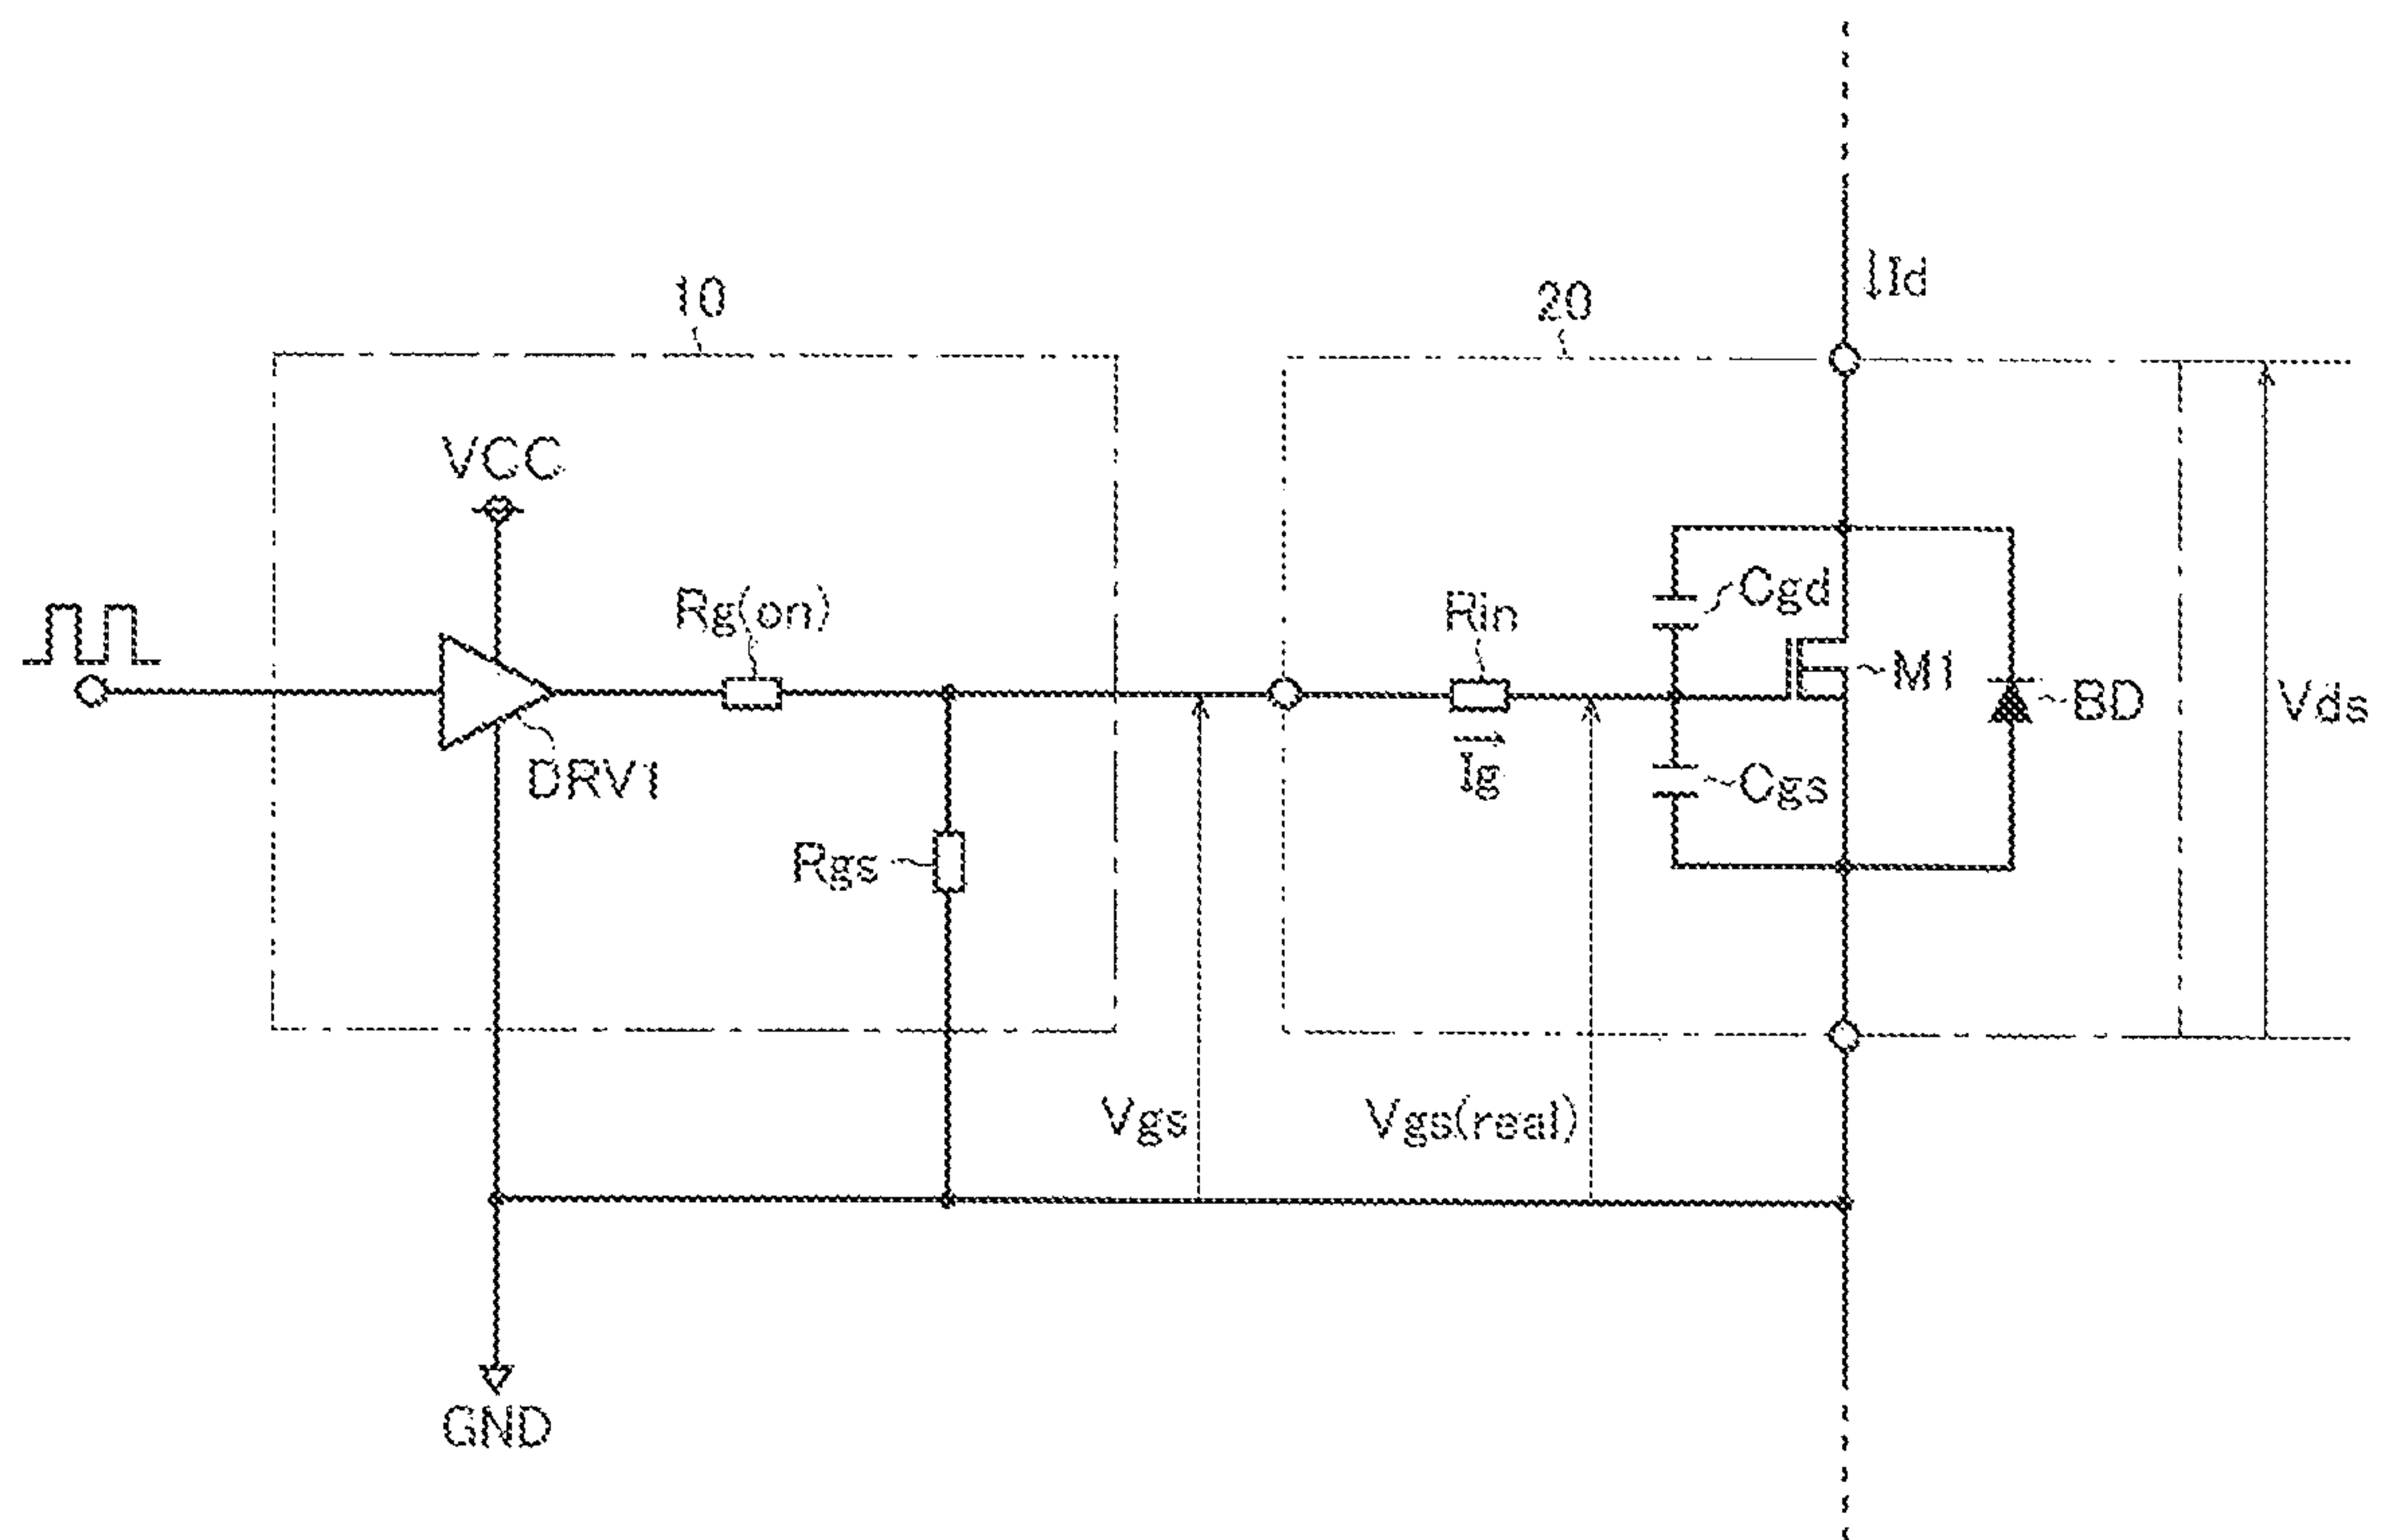 ↓Id
10
20
VCC
Rg(on)
Rin
Cgd
M1
BD
Vds
DRV1
Ig
Cgs
Rgs
Vgs
Vgs(real)
GND